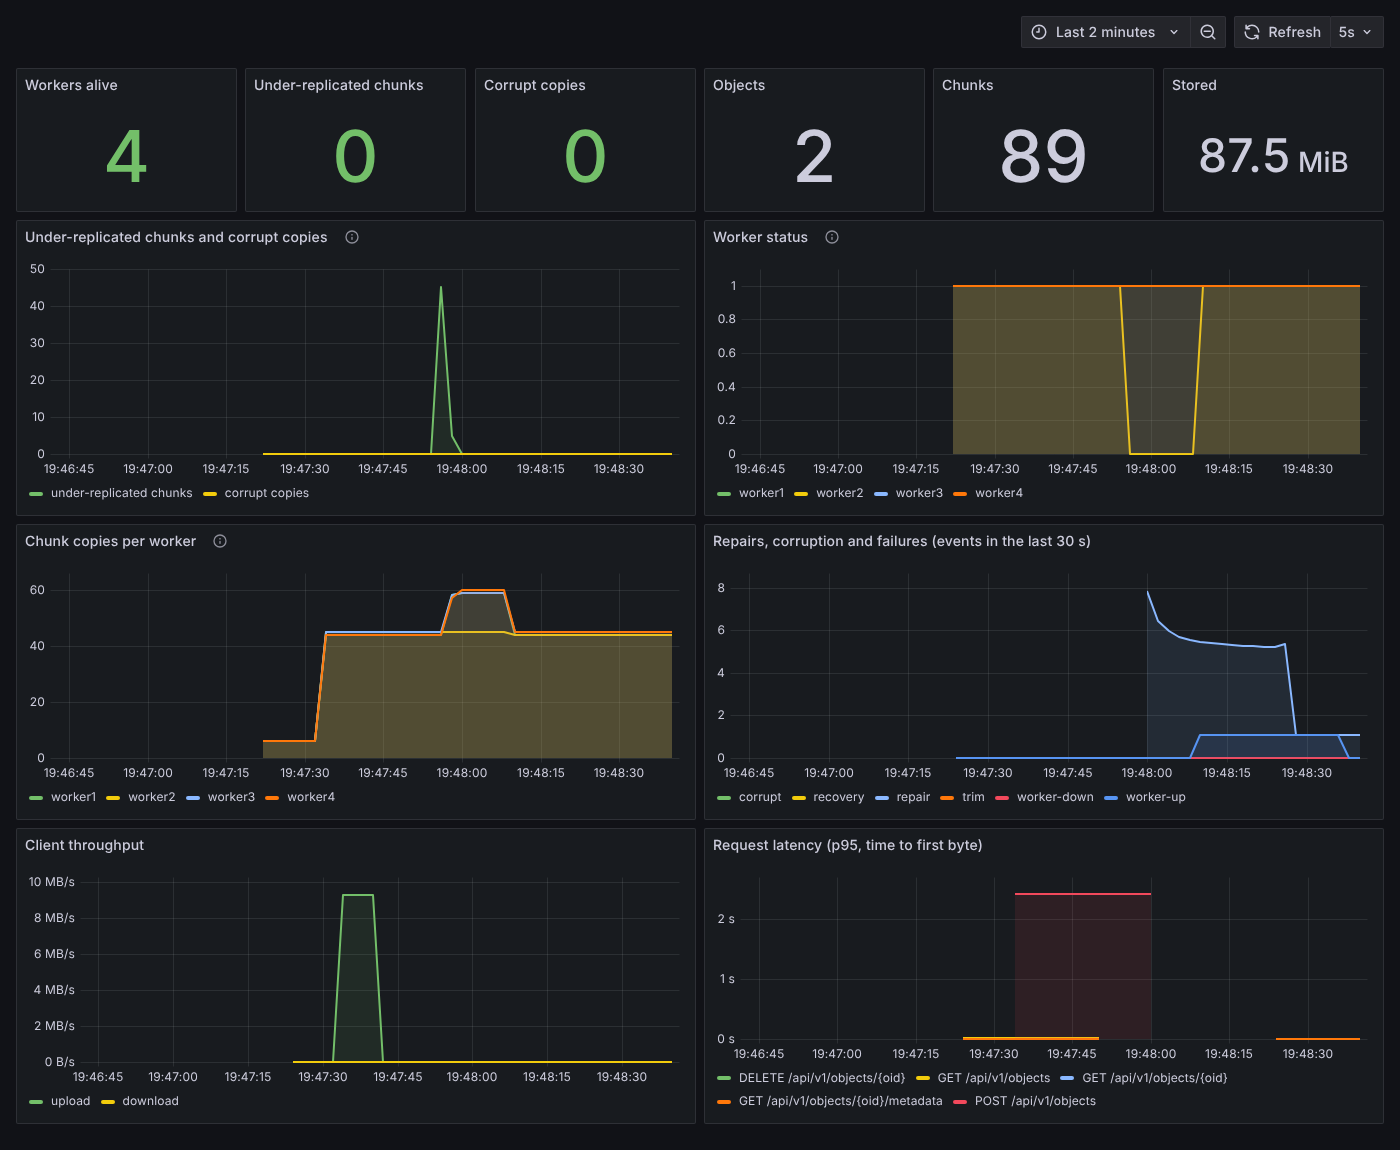 Last 2 minutes Refresh 5s
Workers alive
4
Under-replicated chunks
0
Corrupt copies
0
Objects
2
Chunks
89
Stored
87.5 MiB
Under-replicated chunks and corrupt copies
50
40
30
20
10
0
19:46:45 19:47:00 19:47:15 19:47:30 19:47:45 19:48:00 19:48:15 19:48:30
under-replicated chunks corrupt copies
Worker status
1
0.8
0.6
0.4
0.2
0
19:46:45 19:47:00 19:47:15 19:47:30 19:47:45 19:48:00 19:48:15 19:48:30
worker1 worker2 worker3 worker4
Chunk copies per worker
60
40
20
0
19:46:45 19:47:00 19:47:15 19:47:30 19:47:45 19:48:00 19:48:15 19:48:30
worker1 worker2 worker3 worker4
Repairs, corruption and failures (events in the last 30 s)
8
6
4
2
0
19:46:45 19:47:00 19:47:15 19:47:30 19:47:45 19:48:00 19:48:15 19:48:30
corrupt recovery repair trim worker-down worker-up
Client throughput
10 MB/s
8 MB/s
6 MB/s
4 MB/s
2 MB/s
0 B/s
19:46:45 19:47:00 19:47:15 19:47:30 19:47:45 19:48:00 19:48:15 19:48:30
upload download
Request latency (p95, time to first byte)
2 s
1 s
0 s
19:46:45 19:47:00 19:47:15 19:47:30 19:47:45 19:48:00 19:48:15 19:48:30
DELETE /api/v1/objects/{oid} GET /api/v1/objects GET /api/v1/objects/{oid}
GET /api/v1/objects/{oid}/metadata POST /api/v1/objects